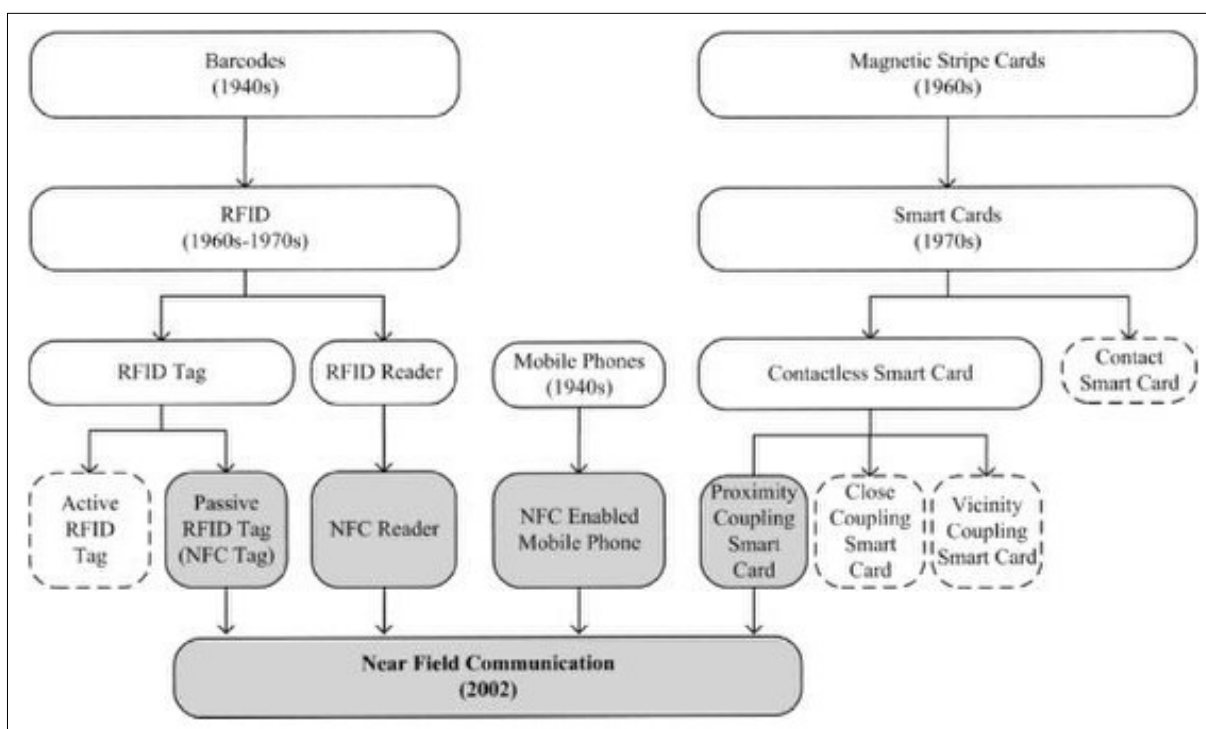 Barcodes
(1940s)
Magnetic Stripe Cards
(1960s)
RFID
(1960s-1970s)
Smart Cards
(1970s)
RFID Tag
RFID Reader
Mobile Phones
(1940s)
Contactless Smart Card
Contact
Smart Card
Active
RFID
Tag
Passive
RFID Tag
(NFC Tag)
NFC Reader
NFC Enabled
Mobile Phone
Proximity
Coupling
Smart
Card
Close
Coupling
Smart
Card
Vicinity
Coupling
Smart Card
Near Field Communication
(2002)